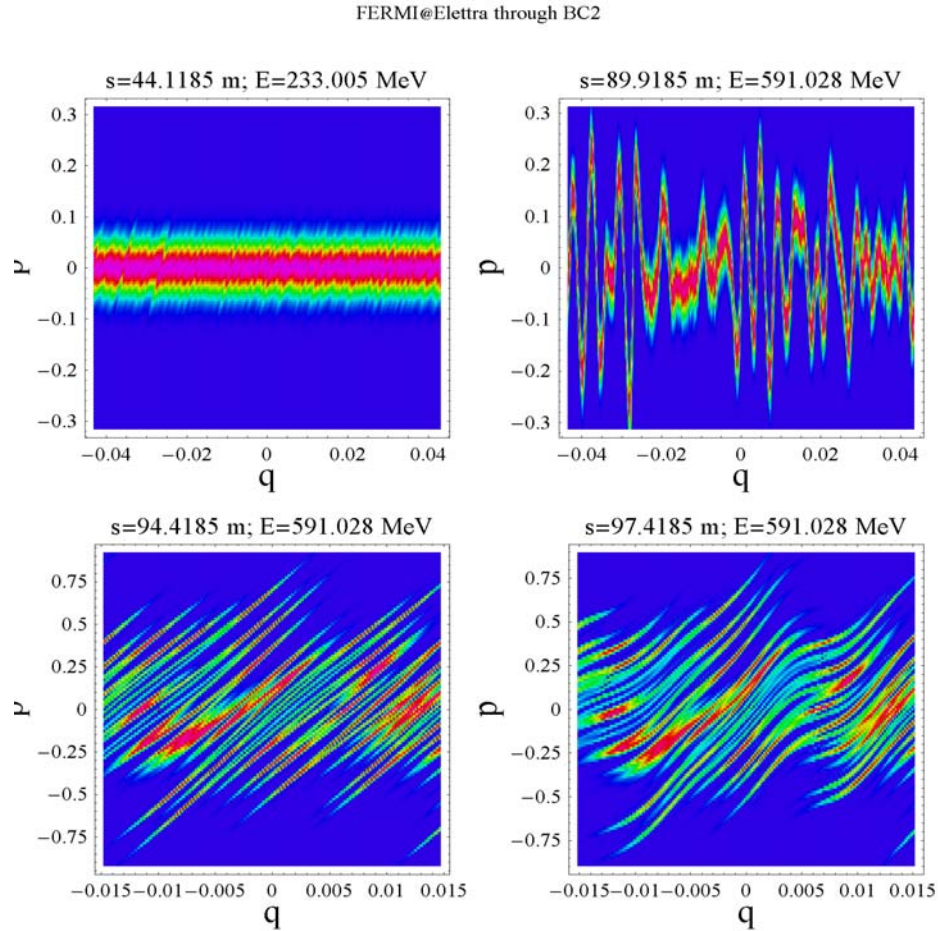 FERMI@Elettra through BC2
s=44.1185 m; E=233.005 MeV
0.3
0.2
0.1
0
−0.1
−0.2
−0.3
p
−0.04 −0.02 0 0.02 0.04
q
s=89.9185 m; E=591.028 MeV
0.3
0.2
0.1
0
−0.1
−0.2
−0.3
p
−0.04 −0.02 0 0.02 0.04
q
s=94.4185 m; E=591.028 MeV
0.75
0.5
0.25
0
−0.25
−0.5
−0.75
p
−0.015−0.01−0.005 0 0.005 0.01 0.015
q
s=97.4185 m; E=591.028 MeV
0.75
0.5
0.25
0
−0.25
−0.5
−0.75
p
−0.015−0.01−0.005 0 0.005 0.01 0.015
q